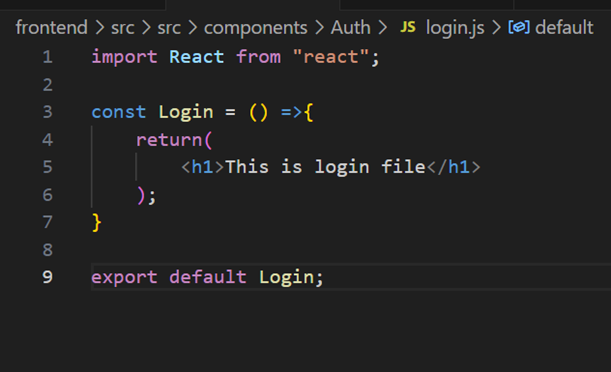 frontend > src > src > components > Auth > JS login.js > default
1 import React from "react";
2
3 const Login = () =>{
4     return(
5         <h1>This is login file</h1>
6     );
7 }
8
9 export default Login;